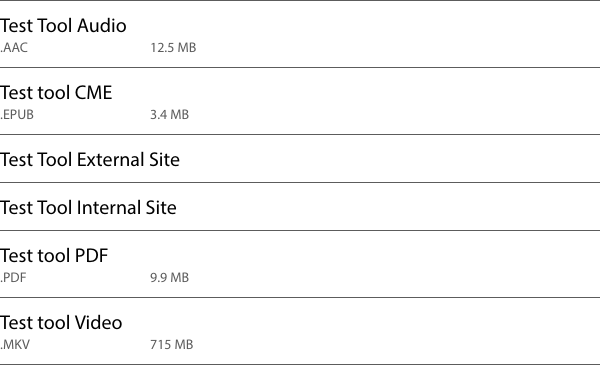 Test Tool Audio
.AAC 12.5 MB
Test tool CME
.EPUB 3.4 MB
Test Tool External Site
Test Tool Internal Site
Test tool PDF
.PDF 9.9 MB
Test tool Video
.MKV 715 MB